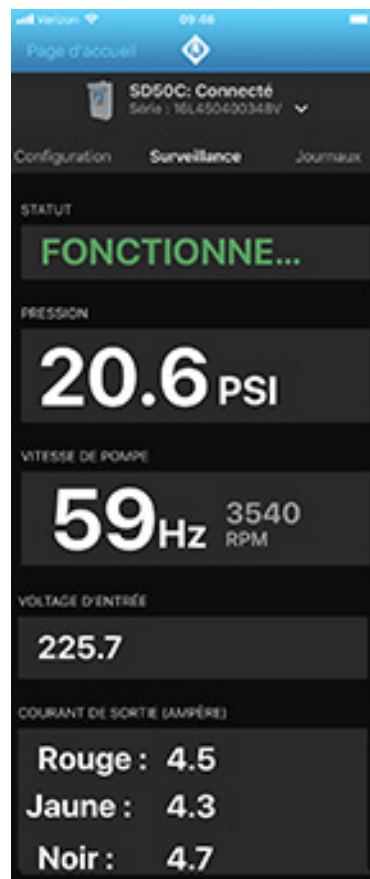 Verizon 09:46
Page d'accueil
SD50C: Connecté
Série : 16L450400348V
Configuration Surveillance Journaux
STATUT
FONCTIONNE...
PRESSION
20.6 PSI
VITESSE DE POMPE
59 Hz 3540 RPM
VOLTAGE D'ENTRÉE
225.7
COURANT DE SORTIE (AMPÈRE)
Rouge : 4.5
Jaune : 4.3
Noir : 4.7